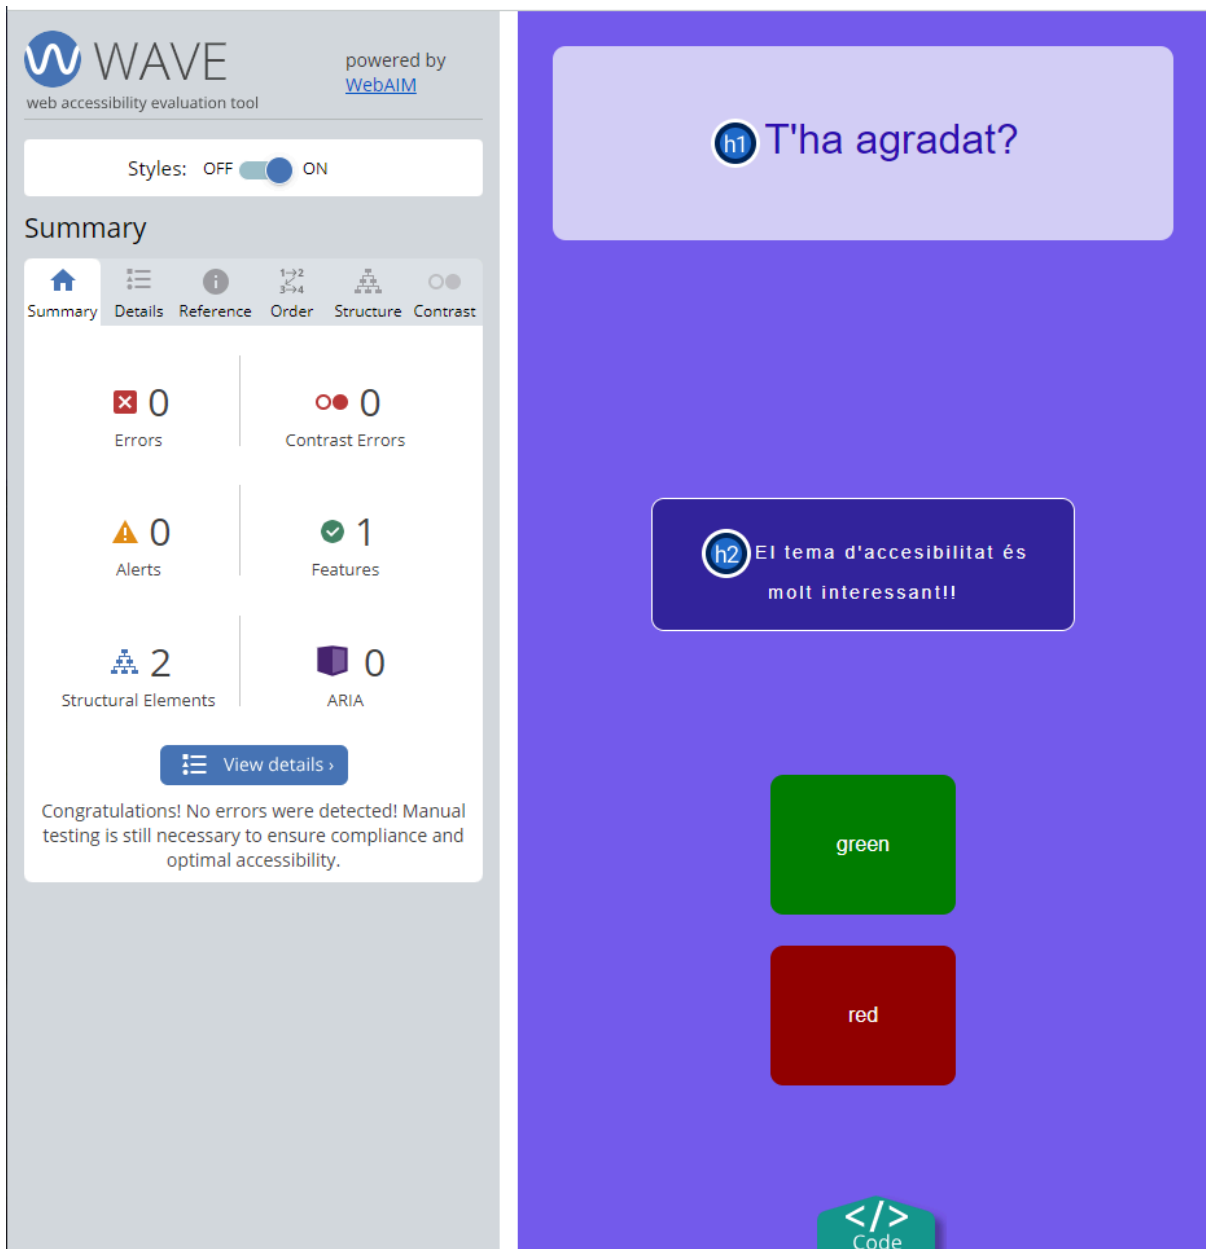 WAVE
powered by
WebAIM
web accessibility evaluation tool
Styles: OFF ON
Summary
Summary Details Reference Order Structure Contrast
0
Errors
0
Contrast Errors
0
Alerts
1
Features
2
Structural Elements
0
ARIA
View details ›
Congratulations! No errors were detected! Manual
testing is still necessary to ensure compliance and
optimal accessibility.
h1 T'ha agradat?
h2 El tema d'accesibilitat és
molt interessant!!
green
red
</>
Code